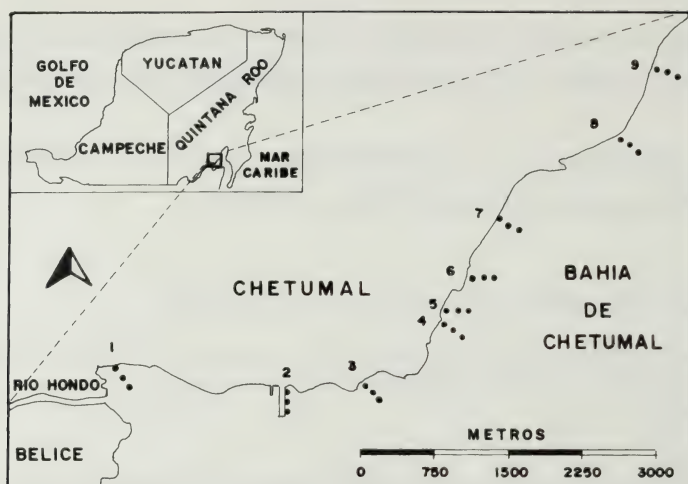 GOLFO
DE
MEXICO
YUCATAN
QUINTANA ROO
CAMPECHE
MAR
CARIBE
9
8
7
6
5
4
CHETUMAL
BAHIA
DE
CHETUMAL
1
2
3
RIO HONDO
BELICE
METROS
0 750 1500 2250 3000